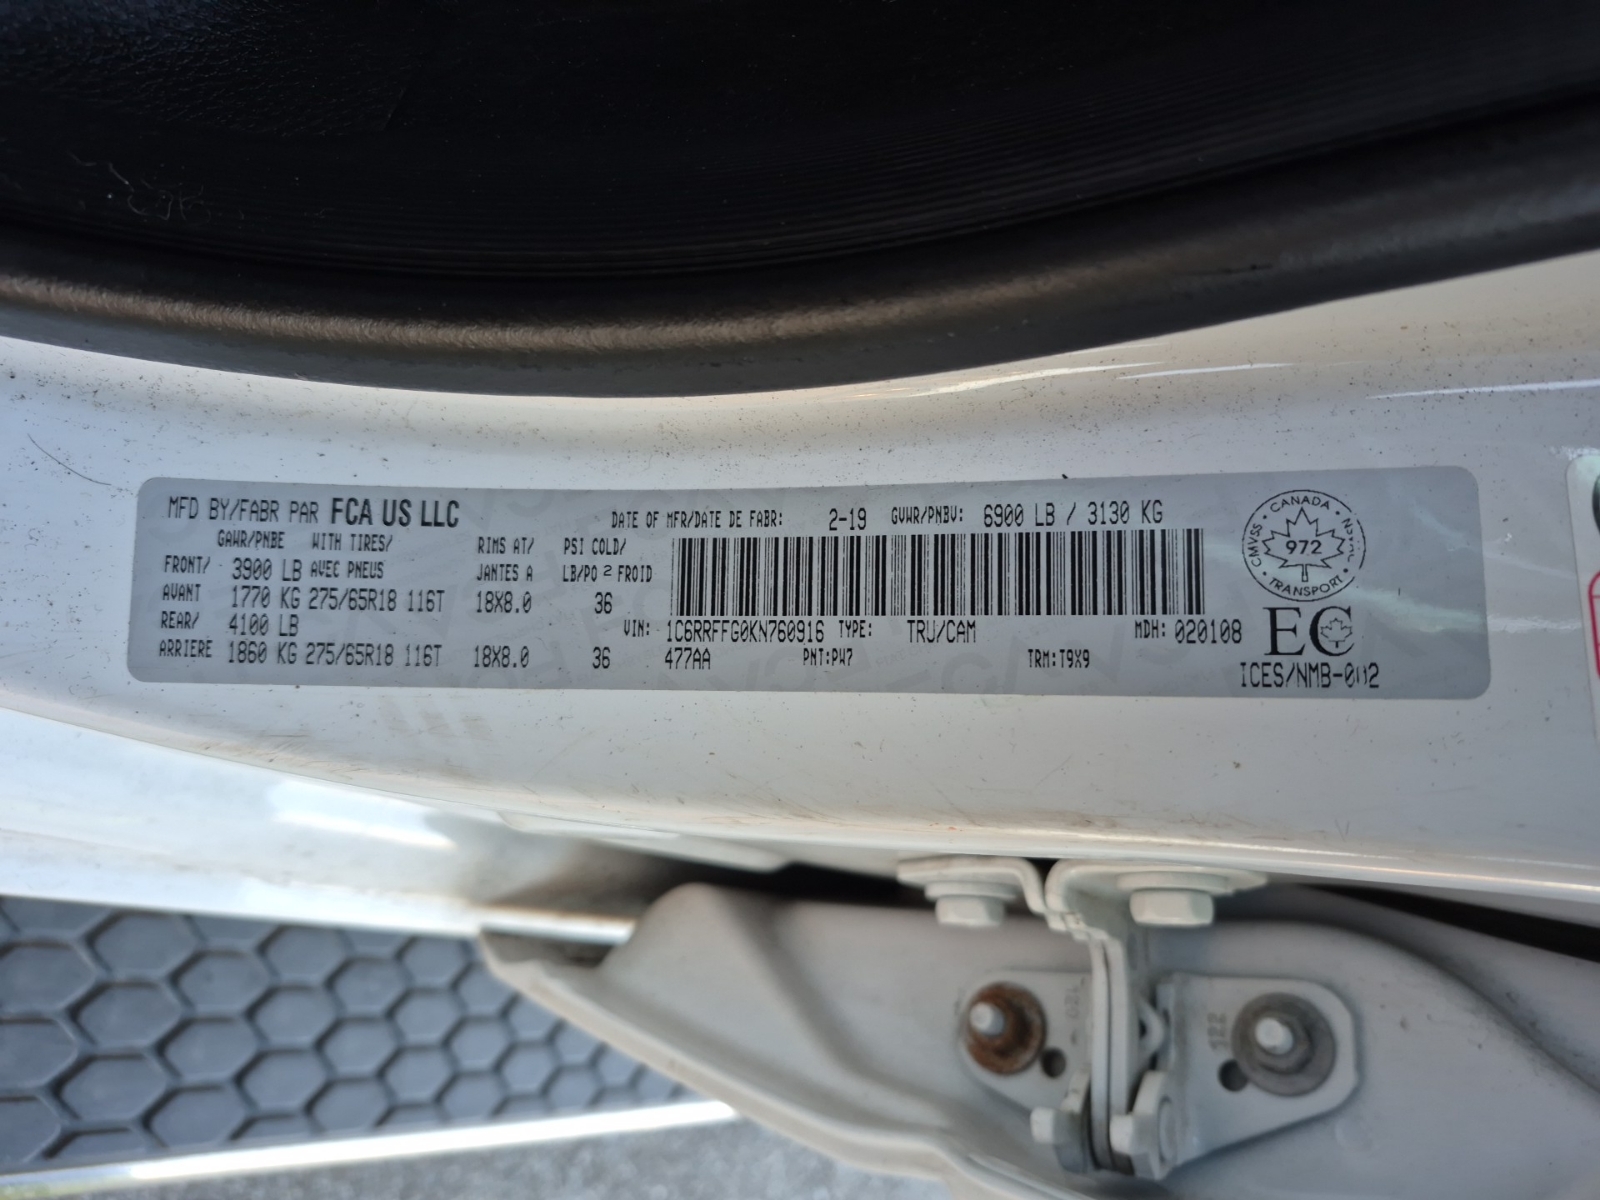 MFD BY/FABR PAR FCA US LLC
DATE OF MFR/DATE DE FABR: 2-19 GVWR/PNBV: 6900 LB / 3130 KG
GAWR/PNBE WITH TIRES/ RIMS AT/ PSI COLD/
FRONT/ 3900 LB AVEC PNEUS JANTES A LB/PO 2 FROID
AVANT 1770 KG 275/65R18 116T 18X8.0 36
REAR/ 4100 LB
ARRIERE 1860 KG 275/65R18 116T 18X8.0 36
VIN: 1C6RRFFG0KN760916 TYPE: TRU/CAM MDH: 020108
477AA PNT:PW7 TRM:T9X9
CANADA
CMVSS
972
TRANSPORT
EC
ICES/NMB-002
122